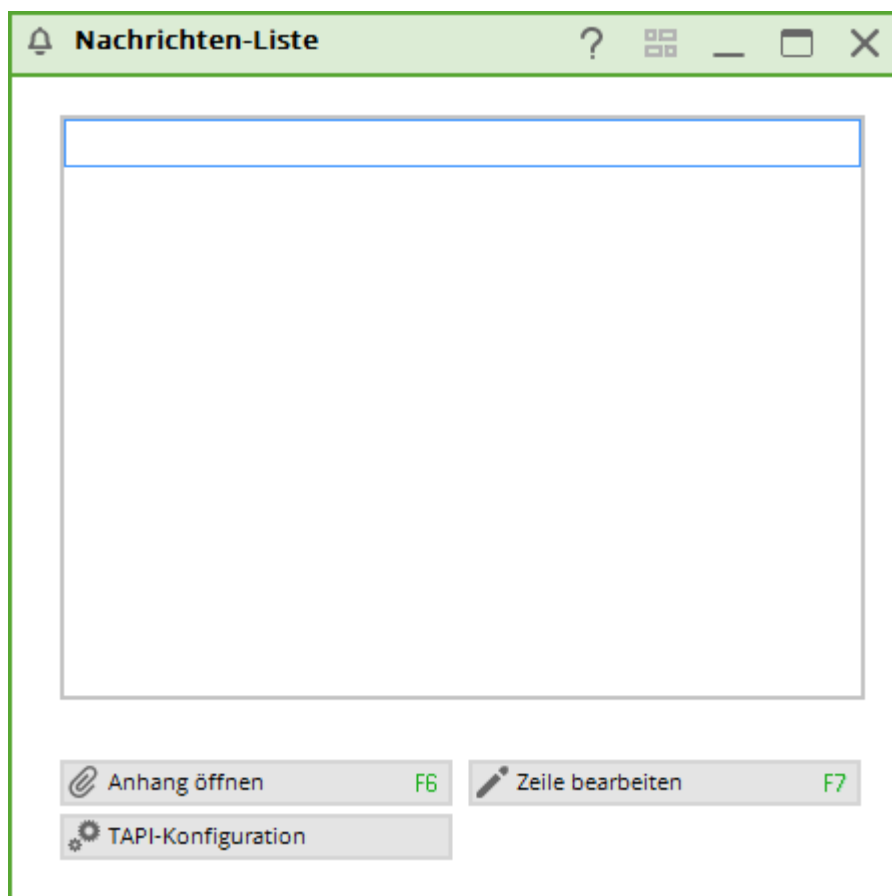 Nachrichten-Liste ?
Anhang öffnen F6 Zeile bearbeiten F7
TAPI-Konfiguration